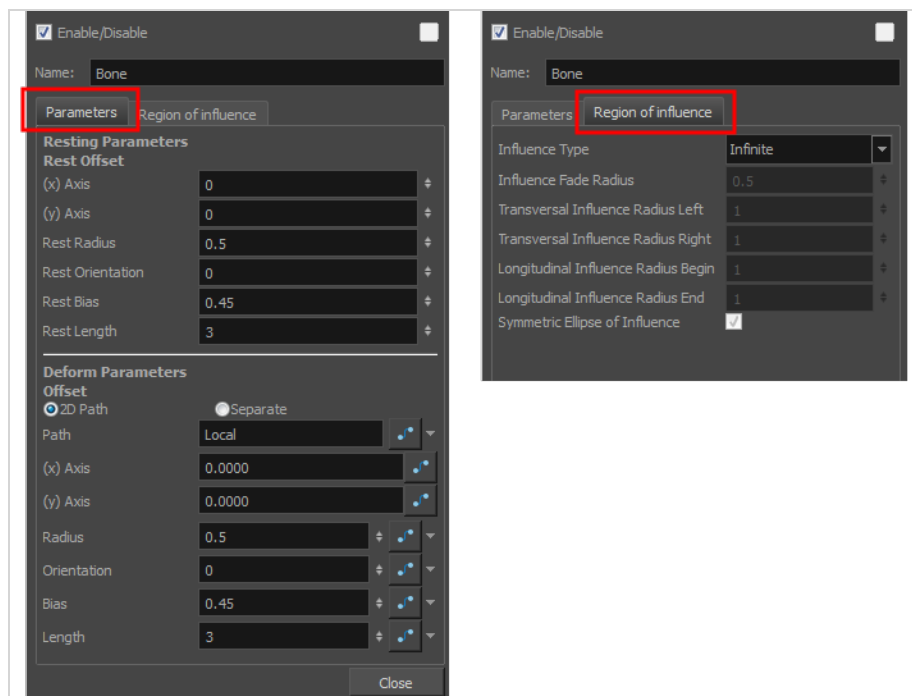 Enable/Disable
Name: Bone
Parameters Region of influence
Resting Parameters
Rest Offset
(x) Axis 0
(y) Axis 0
Rest Radius 0.5
Rest Orientation 0
Rest Bias 0.45
Rest Length 3
Deform Parameters
Offset
2D Path Separate
Path Local
(x) Axis 0.0000
(y) Axis 0.0000
Radius 0.5
Orientation 0
Bias 0.45
Length 3
Close
Enable/Disable
Name: Bone
Parameters Region of influence
Influence Type Infinite
Influence Fade Radius 0.5
Transversal Influence Radius Left 1
Transversal Influence Radius Right 1
Longitudinal Influence Radius Begin 1
Longitudinal Influence Radius End 1
Symmetric Ellipse of Influence